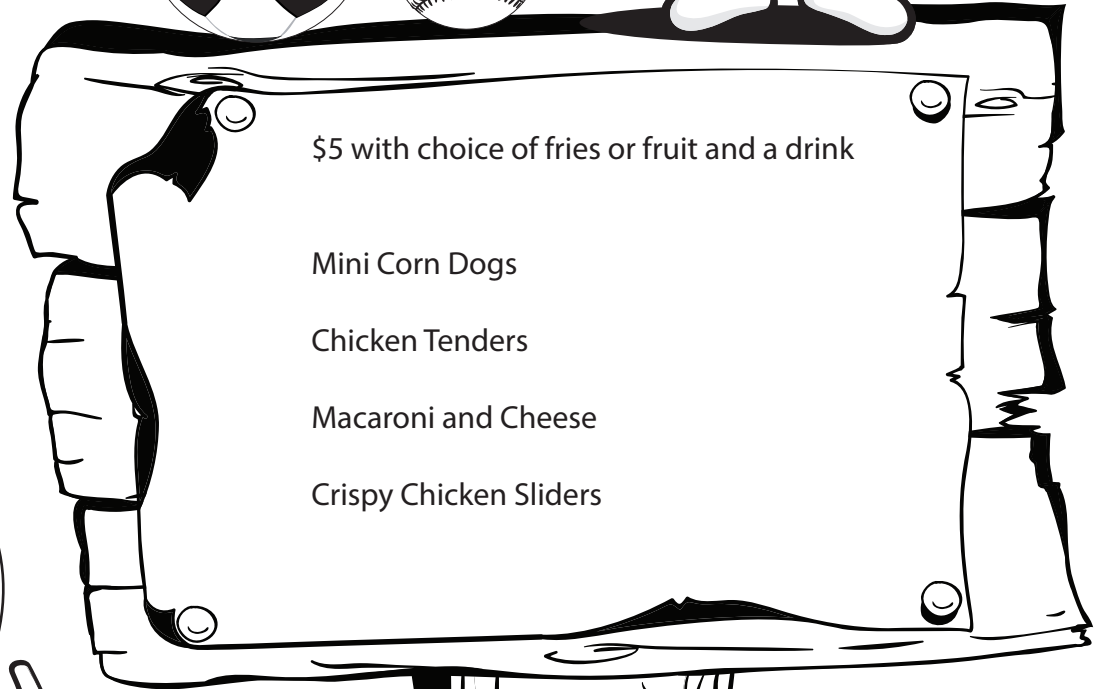 $5 with choice of fries or fruit and a drink
Mini Corn Dogs
Chicken Tenders
Macaroni and Cheese
Crispy Chicken Sliders